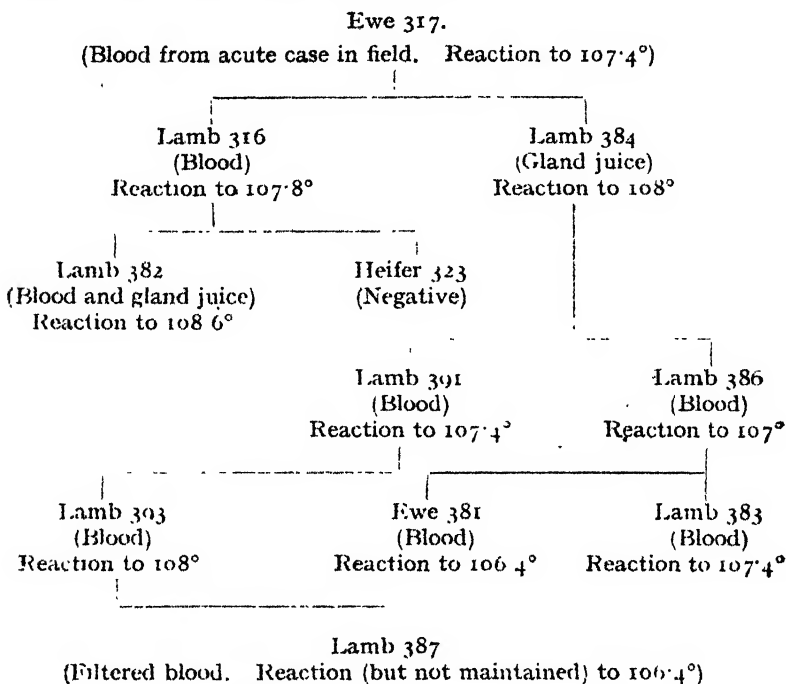 Ewe 317.
(Blood from acute case in field. Reaction to 107·4°)
Lamb 316
(Blood)
Reaction to 107·8°
Lamb 384
(Gland juice)
Reaction to 108°
Lamb 382
(Blood and gland juice)
Reaction to 108 6°
Heifer 323
(Negative)
Lamb 391
(Blood)
Reaction to 107·4°
Lamb 386
(Blood)
Reaction to 107°
Lamb 393
(Blood)
Reaction to 108°
Ewe 381
(Blood)
Reaction to 106 4°
Lamb 383
(Blood)
Reaction to 107·4°
Lamb 387
(Filtered blood. Reaction (but not maintained) to 106·4°)